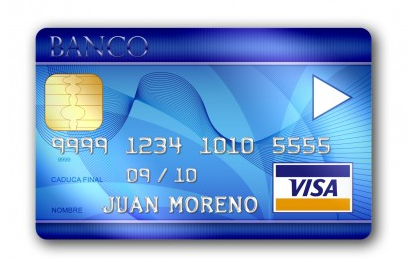 BANCO
9999 1234 1010 5555
9999
CADUCA FINAL 09 / 10
NOMBRE JUAN MORENO
VISA